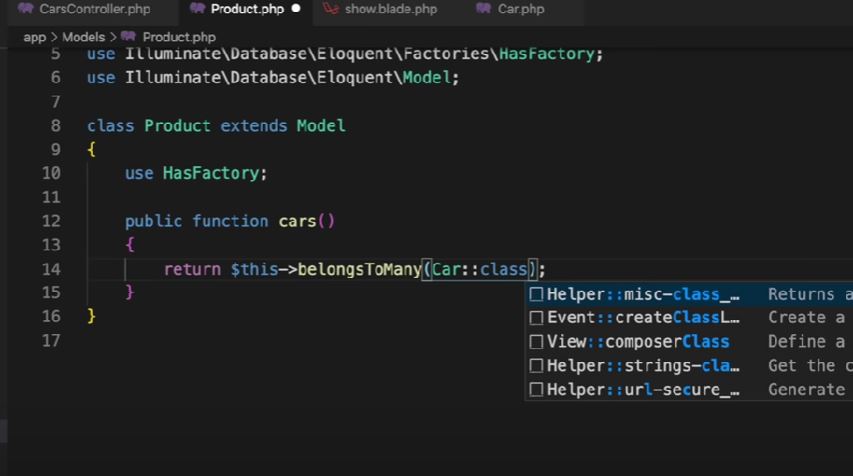 CarsController.php Product.php show.blade.php Car.php
app > Models > Product.php
5 use Illuminate\Database\Eloquent\Factories\HasFactory;
6 use Illuminate\Database\Eloquent\Model;
7
8 class Product extends Model
9 {
10 use HasFactory;
11
12 public function cars()
13 {
14 return $this->belongsToMany(Car::class);
15 }
Helper::misc-class_… Returns a
16 }
Event::createClassL… Create a
17
View::composerClass Define a
Helper::strings-cla… Get the c
Helper::url-secure_… Generate